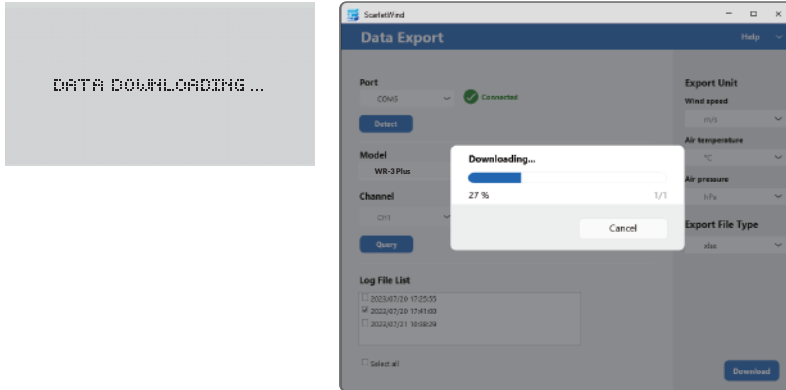 DATA DOWNLOADING...
ScarletWind
Data Export
Help
Port
COM5
Connected
Detect
Model
WR-3 Plus
Channel
CH1
Query
Log File List
2023/07/20 17:25:55
2023/07/20 17:41:00
2023/07/21 10:08:28
Select all
Downloading...
27 %
1/1
Cancel
Export Unit
Wind speed
m/s
Air temperature
°C
Air pressure
hPa
Export File Type
xlsx
Download